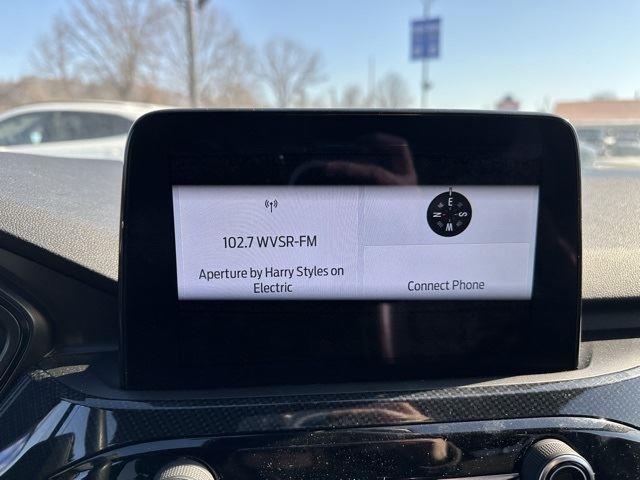 102.7 WVSR-FM
Aperture by Harry Styles on
Electric
E
N S
W
Connect Phone